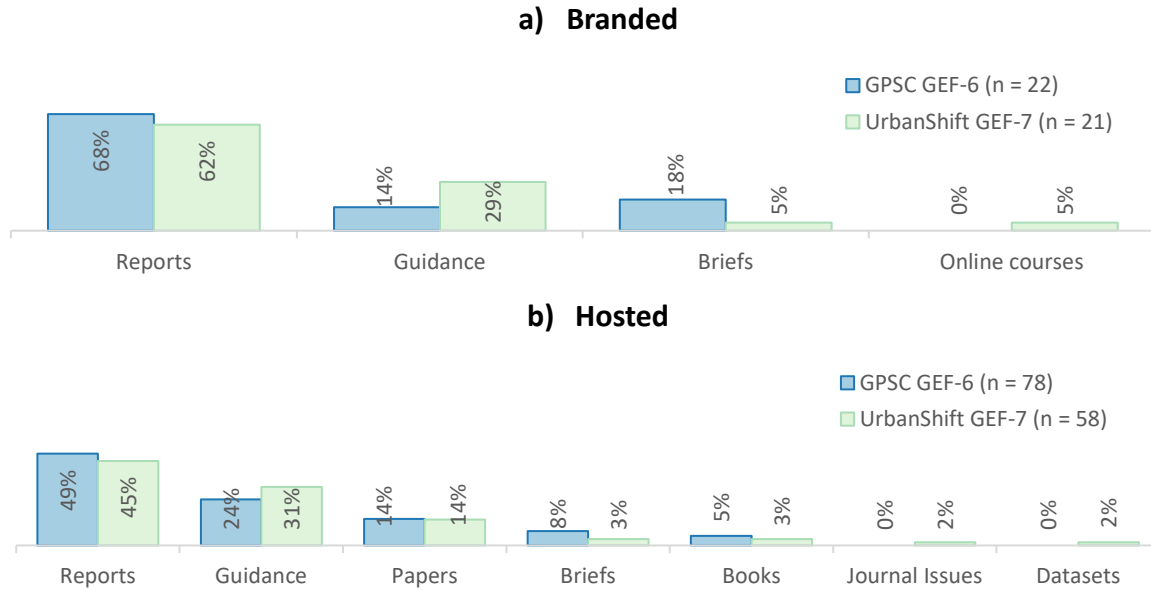 a) Branded
GPSC GEF-6 (n = 22)
UrbanShift GEF-7 (n = 21)
68%
62%
14%
29%
18%
5%
0%
5%
Reports
Guidance
Briefs
Online courses
b) Hosted
GPSC GEF-6 (n = 78)
UrbanShift GEF-7 (n = 58)
49%
45%
24%
31%
14%
14%
8%
3%
5%
3%
0%
2%
0%
2%
Reports
Guidance
Papers
Briefs
Books
Journal Issues
Datasets